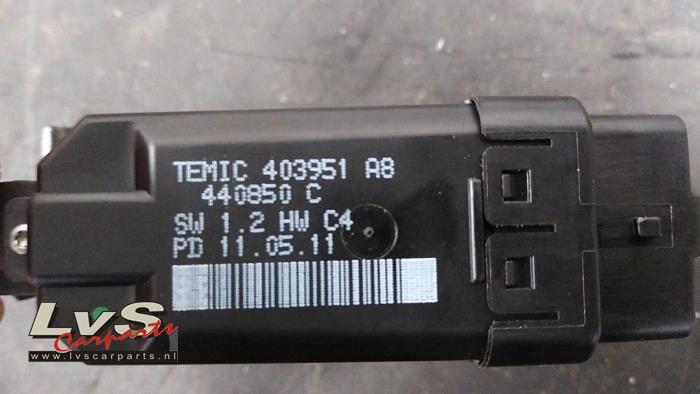 TEMIC 403951 A8
440850 C
SW 1.2 HW C4
PD 11.05.11
LvS
Carparts
www.lvscarparts.nl